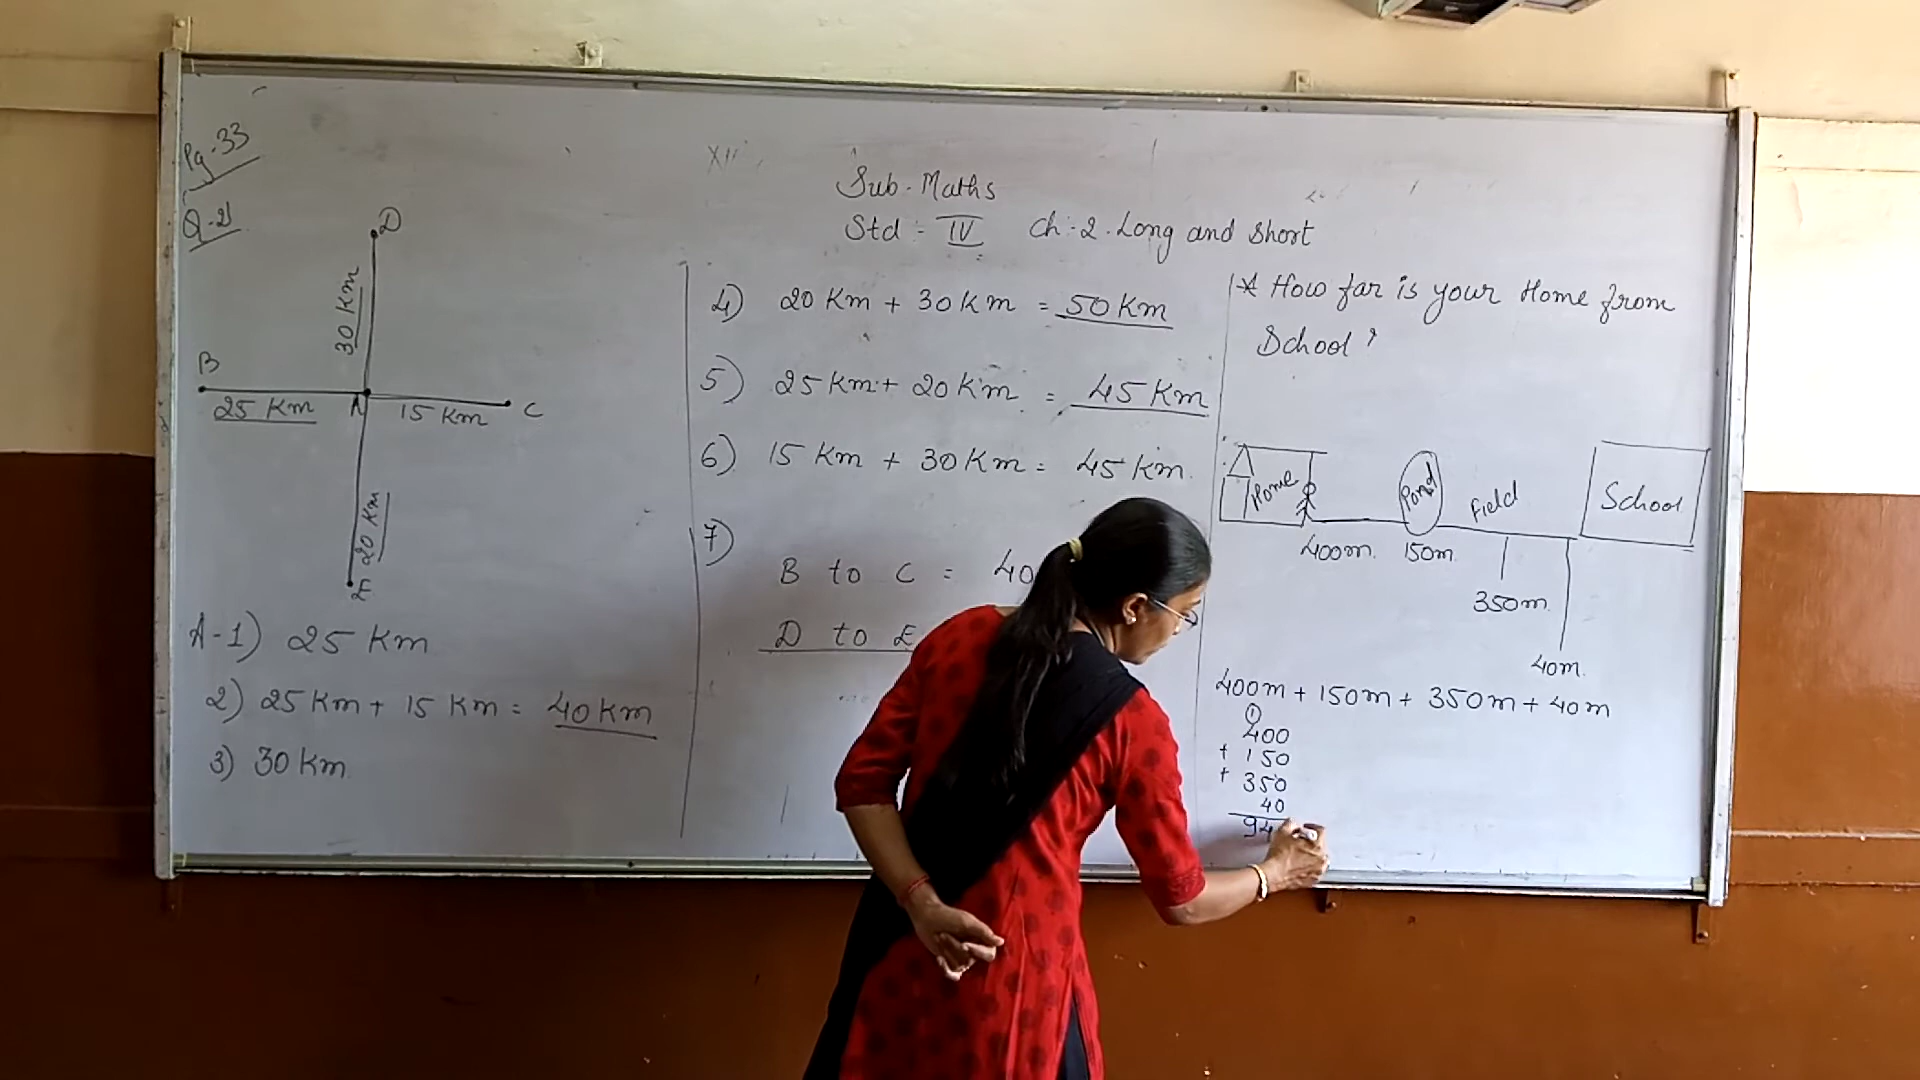 Pg-33
Q-2)
Sub-Maths
Std:- IV Ch:-2. Long and Short
D
30 Km
B
25 Km
A
15 Km
C
20 Km
A-1) 25 Km
2) 25 Km + 15 Km = 40 Km
3) 30 Km
4) 20 Km + 30 Km = 50 Km
5) 25 Km + 20 Km = 45 Km
6) 15 Km + 30 Km = 45 Km.
7)
B to C = 40
D to E
* How far is your Home from
School?
Home
Pond
Field
School
400m.
150m.
350m.
40m.
400m + 150m + 350m + 40m
1
400
+ 150
+ 350
40
94